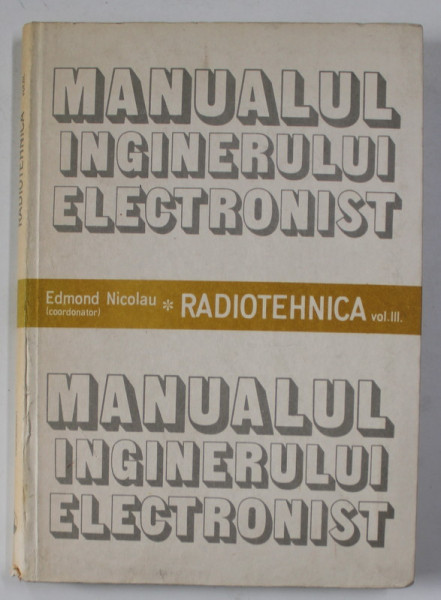 RADIOTEHNICA
MANUALUL
INGINERULUI
ELECTRONIST
Edmond Nicolau * RADIOTEHNICA vol.III.
(coordonator)
MANUALUL
INGINERULUI
ELECTRONIST